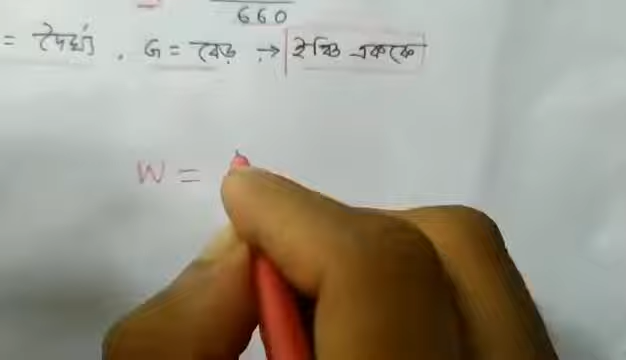 660
= দৈর্ঘ্য , G = বেড় → ইঞ্চি এককে
W =